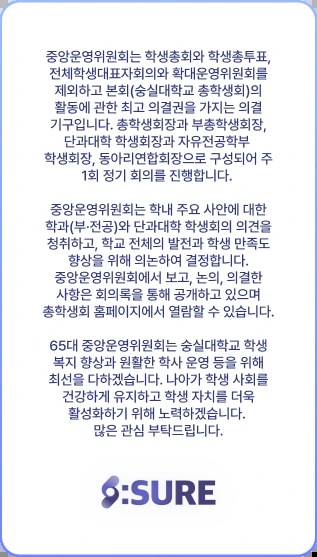 중앙운영위원회는 학생총회와 학생총투표,
전체학생대표자회의와 확대운영위원회를
제외하고 본회(숭실대학교 총학생회)의
활동에 관한 최고 의결권을 가지는 의결
기구입니다. 총학생회장과 부총학생회장,
단과대학 학생회장과 자유전공학부
학생회장, 동아리연합회장으로 구성되어 주
1회 정기 회의를 진행합니다.
중앙운영위원회는 학내 주요 사안에 대한
학과(부·전공)와 단과대학 학생회의 의견을
청취하고, 학교 전체의 발전과 학생 만족도
향상을 위해 의논하여 결정합니다.
중앙운영위원회에서 보고, 논의, 의결한
사항은 회의록을 통해 공개하고 있으며
총학생회 홈페이지에서 열람할 수 있습니다.
65대 중앙운영위원회는 숭실대학교 학생
복지 향상과 원활한 학사 운영 등을 위해
최선을 다하겠습니다. 나아가 학생 사회를
건강하게 유지하고 학생 자치를 더욱
활성화하기 위해 노력하겠습니다.
많은 관심 부탁드립니다.
:SURE